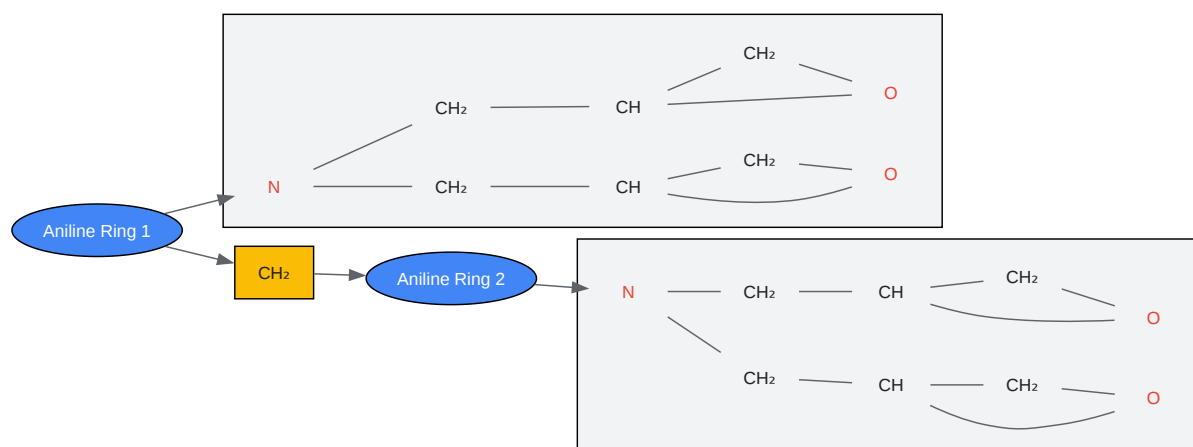 CH₂
CH₂
CH
O
CH₂
N
CH₂
CH
O
Aniline Ring 1
CH₂
Aniline Ring 2
N
CH₂
CH
CH₂
O
CH₂
CH
CH₂
O